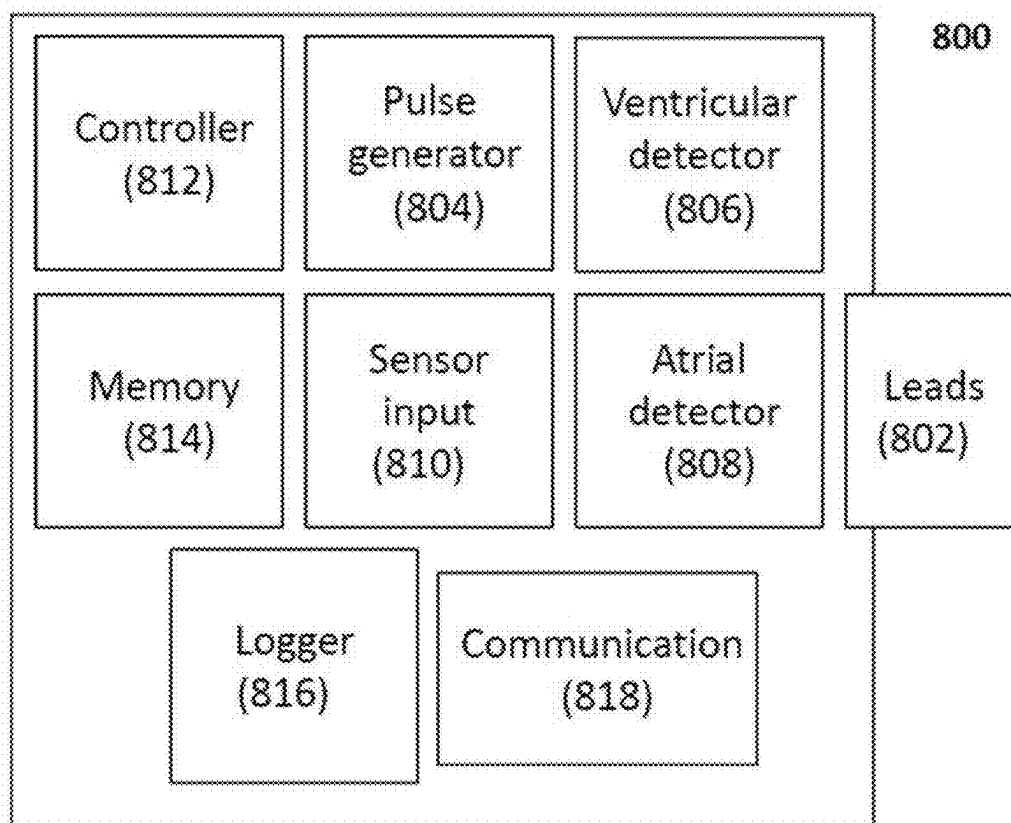 800
Controller
(812)
Pulse
generator
(804)
Ventricular
detector
(806)
Memory
(814)
Sensor
input
(810)
Atrial
detector
(808)
Leads
(802)
Logger
(816)
Communication
(818)